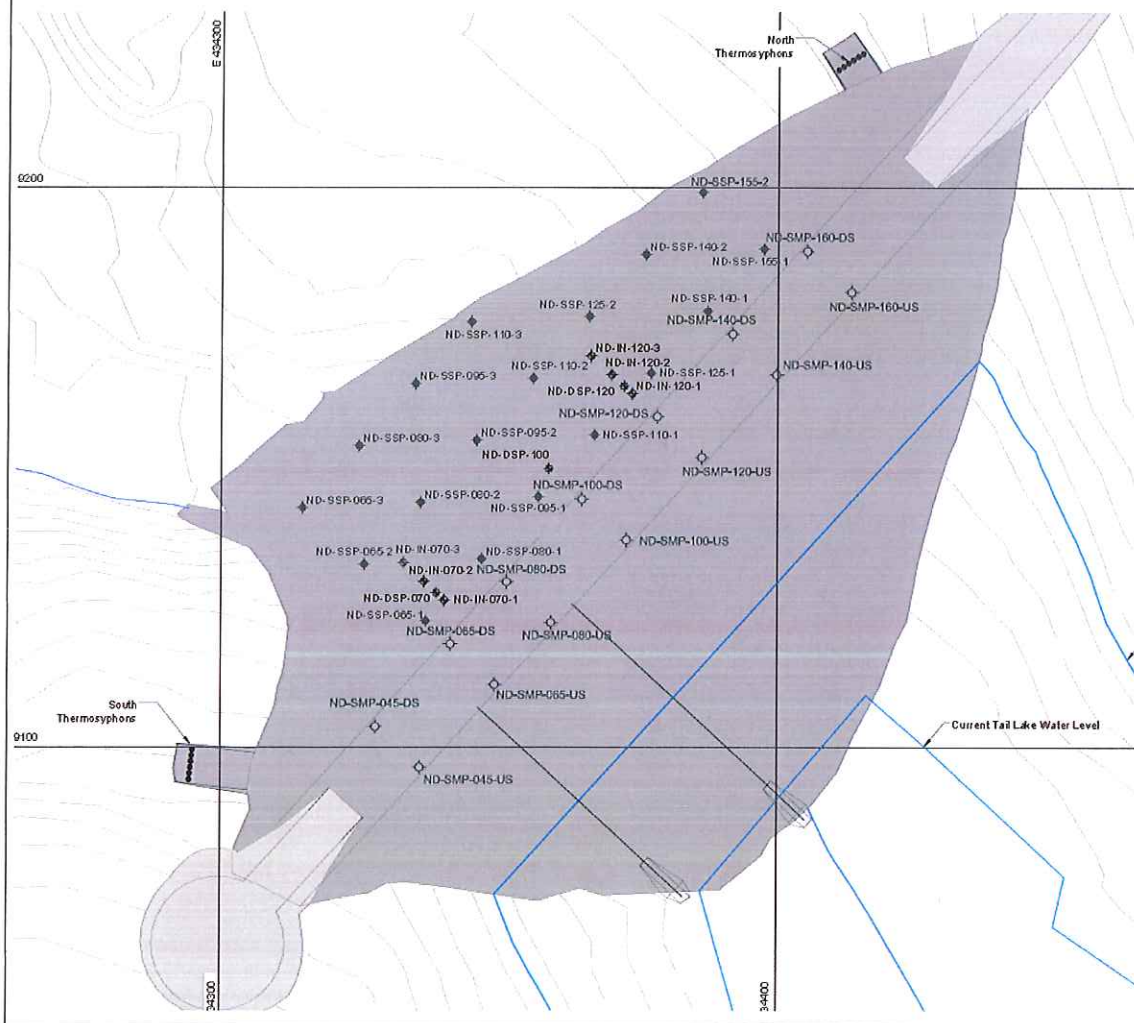 E 434300
North
Thermosyphons
9200
ND-SSP-155-2
ND-SSP-140-2
ND-SMP-160-DS
ND-SSP-155-1
ND-SMP-160-US
ND-SSP-125-2
ND-SSP-140-1
ND-SSP-110-3
ND-SMP-140-DS
ND-IN-120-3
ND-SSP-110-2
ND-IN-120-2
ND-SSP-125-1
ND-SMP-140-US
ND-SSP-095-3
ND-DSP-120
ND-IN-120-1
ND-SMP-120-DS
ND-SSP-080-3
ND-SSP-095-2
ND-SSP-110-1
ND-DSP-100
ND-SMP-120-US
ND-SSP-065-3
ND-SSP-080-2
ND-SMP-100-DS
ND-SSP-095-1
ND-SMP-100-US
ND-SSP-065-2
ND-IN-070-3
ND-SSP-080-1
ND-IN-070-2
ND-SMP-080-DS
ND-DSP-070
ND-IN-070-1
ND-SSP-065-1
ND-SMP-065-DS
ND-SMP-080-US
ND-SMP-065-US
South
Thermosyphons
ND-SMP-045-DS
Current Tail Lake Water Level
9100
ND-SMP-045-US
34300
34400